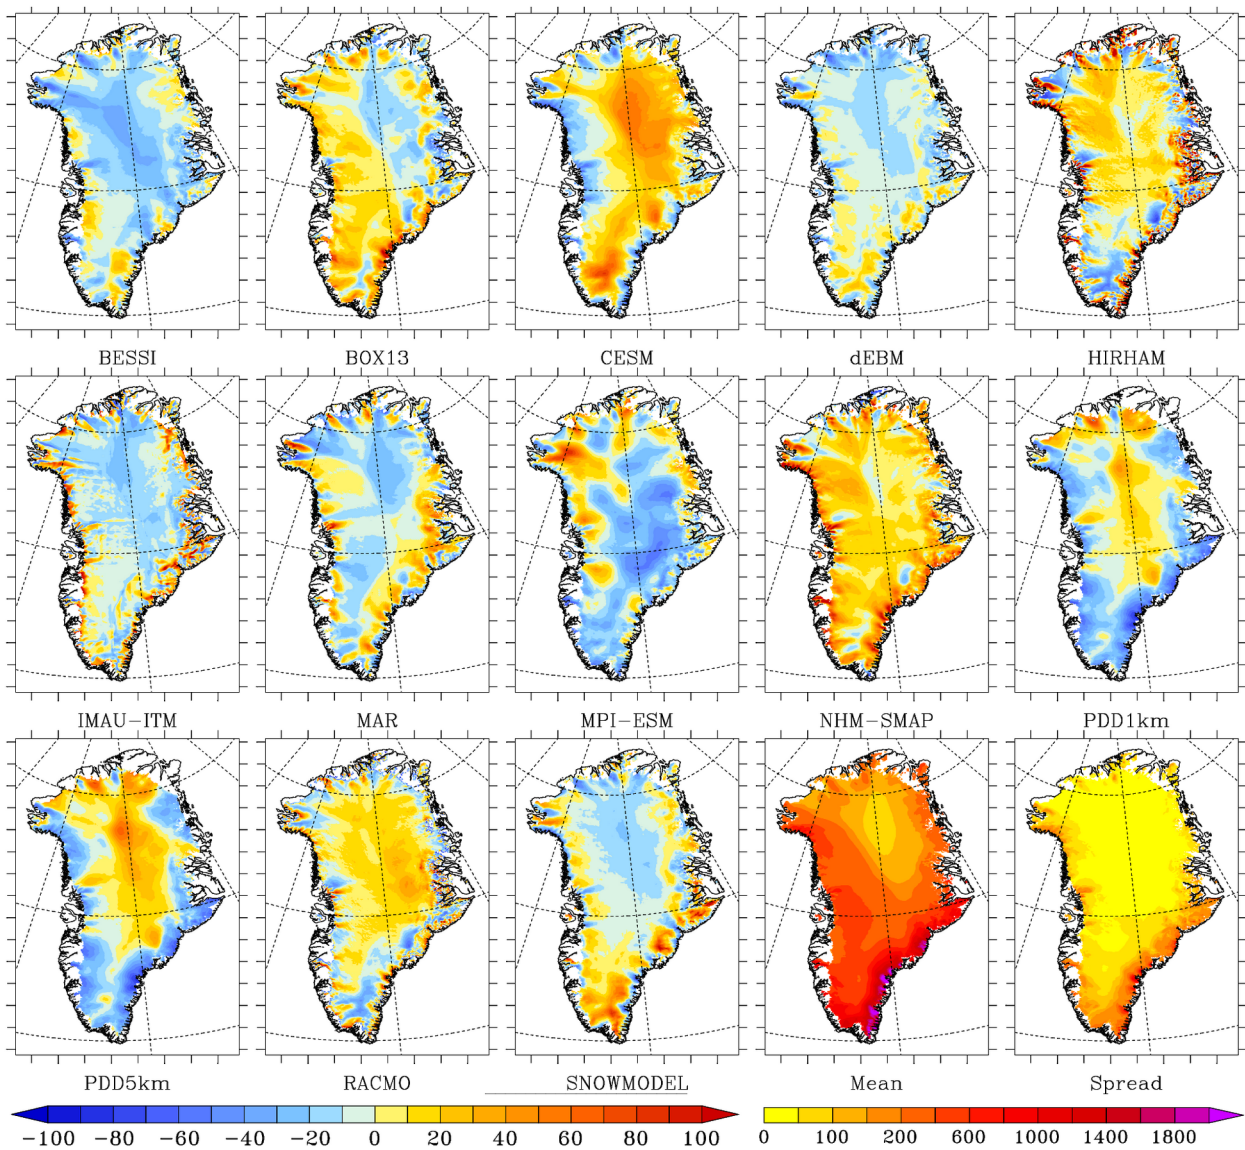 BESSI BOX13 CESM dEBM HIRHAM
IMAU-ITM MAR MPI-ESM NHM-SMAP PDD1km
PDD5km RACMO SNOWMODEL Mean Spread
-100 -80 -60 -40 -20 0 20 40 60 80 100 0 100 200 600 1000 1400 1800